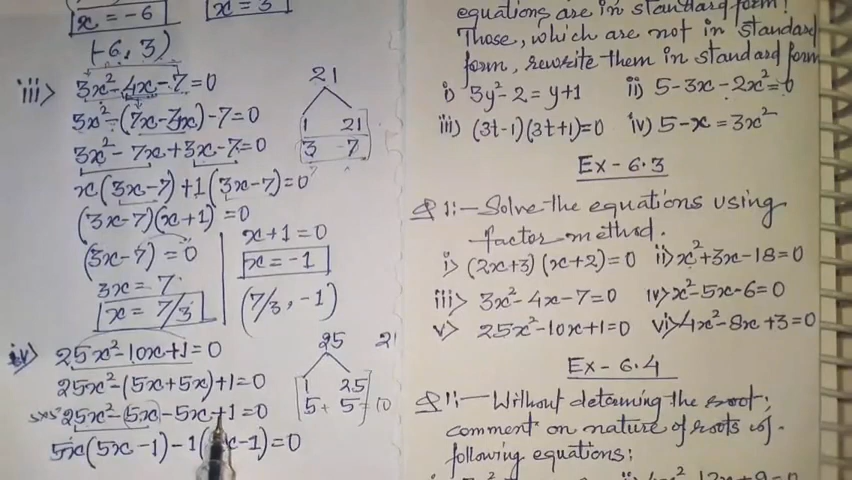 x = -6
x = 3
(-6, 3)
iii> 3x²-4x-7=0
3x²-(7x-3x)-7=0
3x²-7x+3x-7=0
x(3x-7)+1(3x-7)=0
(3x-7)(x+1)=0
(3x-7)=0
3x = 7
x = 7/3
x+1=0
x = -1
(7/3, -1)
21
1 21
3 -7
iv> 25x²-10x+1=0
25x²-(5x+5x)+1=0
5x5 25x²-(5x)-5x+1=0
5x(5x-1)-1( x-1)=0
25
1 25
5+ 5=10
equations are in standard form!
Those, which are not in standard
form, rewrite them in standard form
i) 3y²-2=y+1 ii) 5-3x-2x²=0
iii) (3t-1)(3t+1)=0 iv) 5-x=3x²
Ex-6.3
Q1:-Solve the equations using
factor method.
i> (2x+3)(x+2)=0 ii> x²+3x-18=0
iii> 3x²-4x-7=0 iv> x²-5x-6=0
v> 25x²-10x+1=0 vi> 4x²-8x+3=0
Ex-6.4
Q1:-Without determing the root;
comment on nature of roots of
following equations: